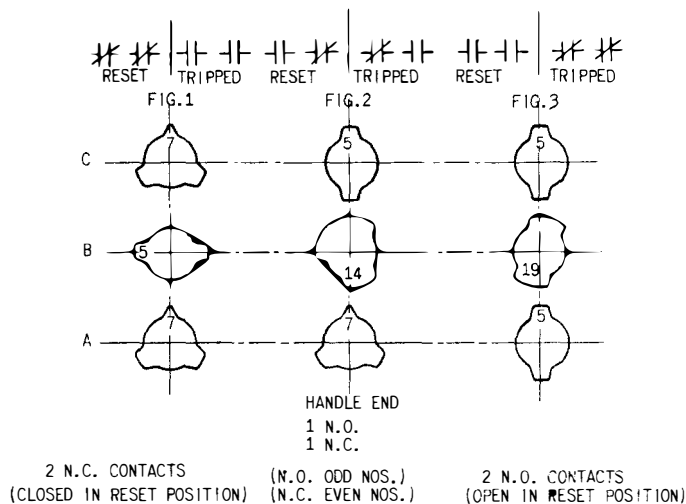 RESET TRIPPED RESET TRIPPED RESET TRIPPED
FIG.1 FIG.2 FIG.3
C 7 5 5
B 5 14 19
A 7 7 5
HANDLE END
1 N.O.
1 N.C.
2 N.C. CONTACTS
(CLOSED IN RESET POSITION)
(N.O. ODD NOS.)
(N.C. EVEN NOS.)
2 N.O. CONTACTS
(OPEN IN RESET POSITION)